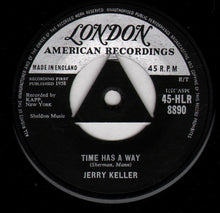 LONDON
AMERICAN RECORDINGS
MADE IN ENGLAND
45 R.P.M
RECORDING FIRST
PUBLISHED 1958
R/T
Recorded by
KAPP,
New York
Sheldon Music
45-HLR
8890
TIME HAS A WAY
(Sherman, Mann)
JERRY KELLER